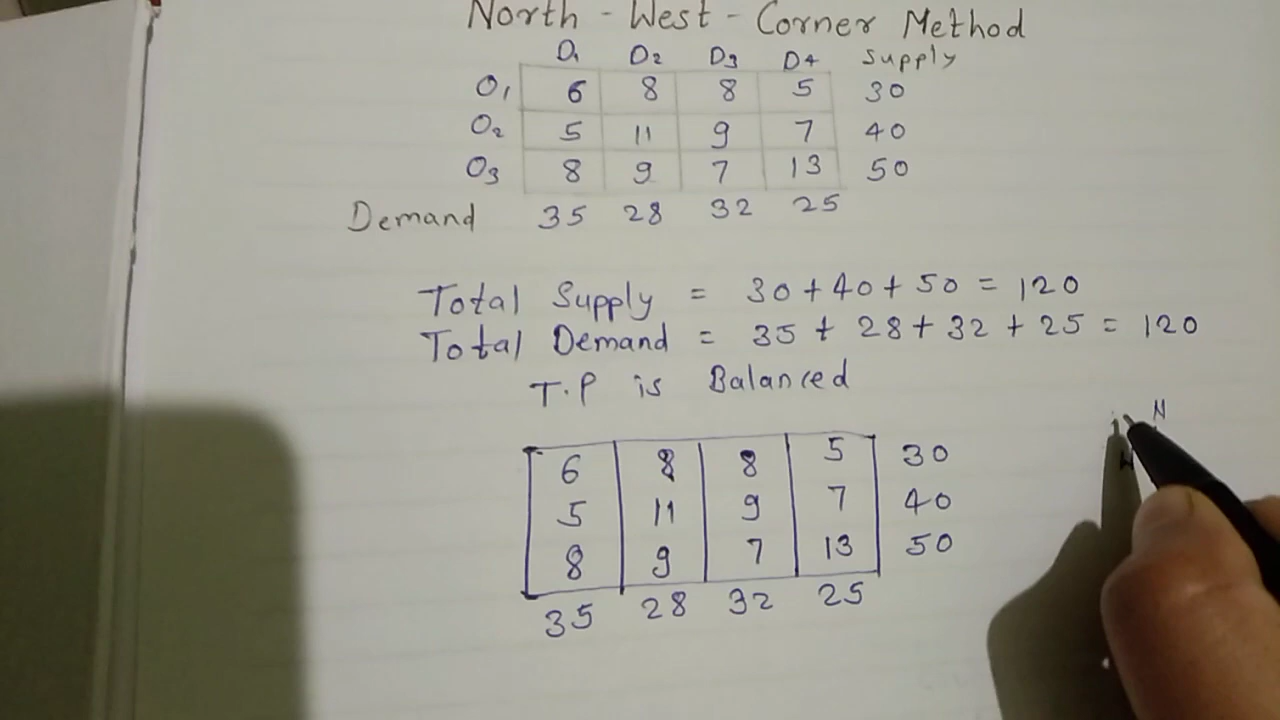 North - West - Corner Method
D1 D2 D3 D4 Supply
O1 6 8 8 5 30
O2 5 11 9 7 40
O3 8 9 7 13 50
Demand 35 28 32 25
Total Supply = 30+40+50 = 120
Total Demand = 35 + 28 + 32 + 25 = 120
T.P is Balanced
N
6 8 8 5 30
5 11 9 7 40
8 9 7 13 50
35 28 32 25